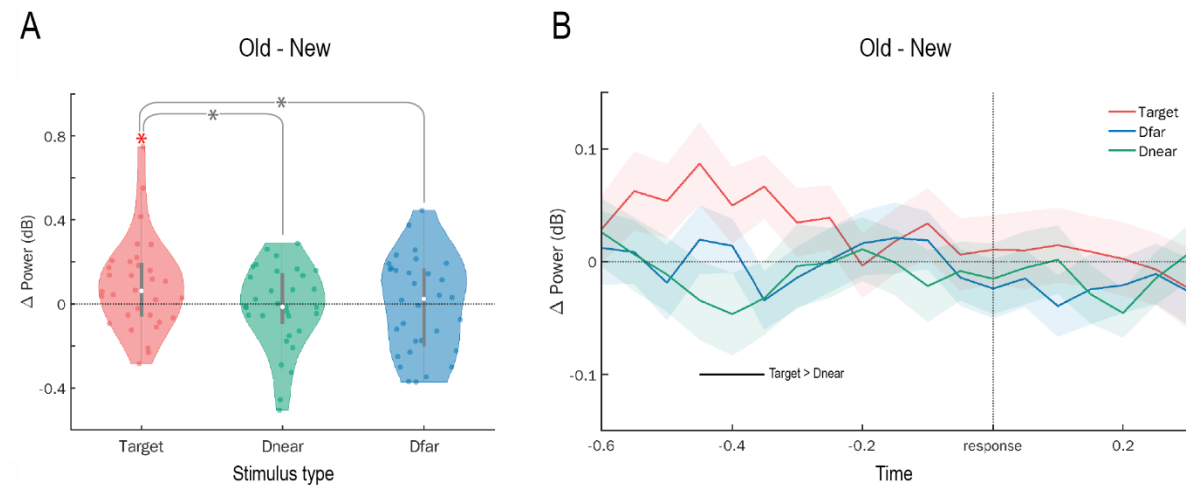 A
Old - New
*
*
*
0.8
0.4
0
-0.4
Δ Power (dB)
Target
Dnear
Dfar
Stimulus type
B
Old - New
Target
Dfar
Dnear
0.1
0
-0.1
Δ Power (dB)
Target > Dnear
-0.6
-0.4
-0.2
response
0.2
Time